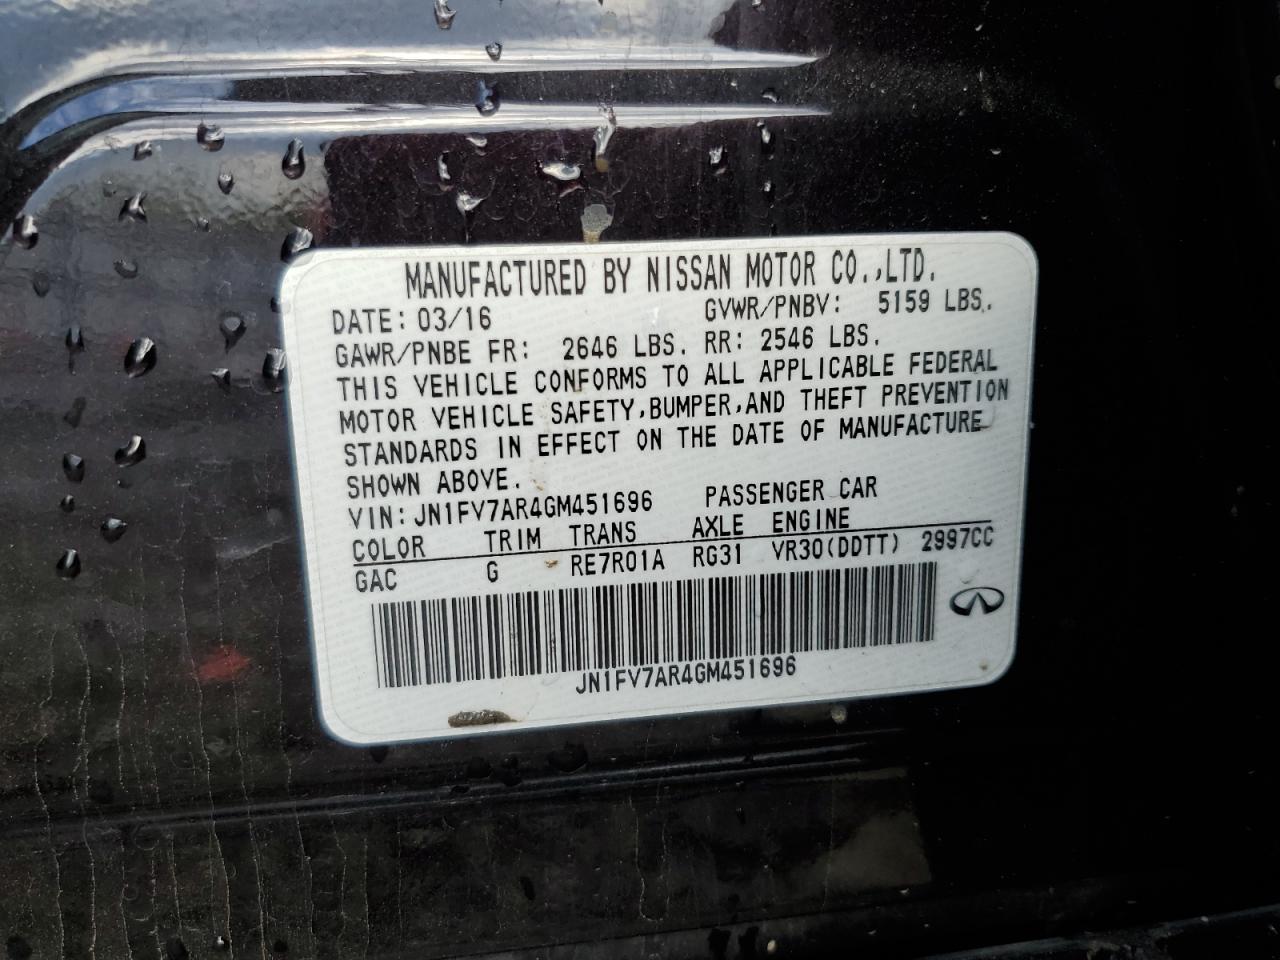 MANUFACTURED BY NISSAN MOTOR CO.,LTD.
DATE: 03/16 GVWR/PNBV: 5159 LBS.
GAWR/PNBE FR: 2646 LBS. RR: 2546 LBS.
THIS VEHICLE CONFORMS TO ALL APPLICABLE FEDERAL
MOTOR VEHICLE SAFETY,BUMPER,AND THEFT PREVENTION
STANDARDS IN EFFECT ON THE DATE OF MANUFACTURE
SHOWN ABOVE.
VIN:JN1FV7AR4GM451696 PASSENGER CAR
COLOR TRIM TRANS AXLE ENGINE
GAC G RE7R01A RG31 VR30(DDTT) 2997CC
JN1FV7AR4GM451696